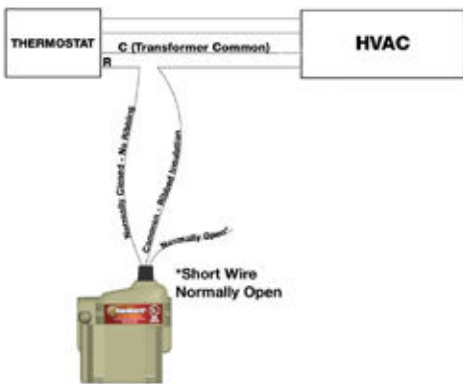 THERMOSTAT
HVAC
C (Transformer Common)
R
Normally Closed - No Ribbing
Common - Ribbed Insulation
Normally Open*
*Short Wire
Normally Open